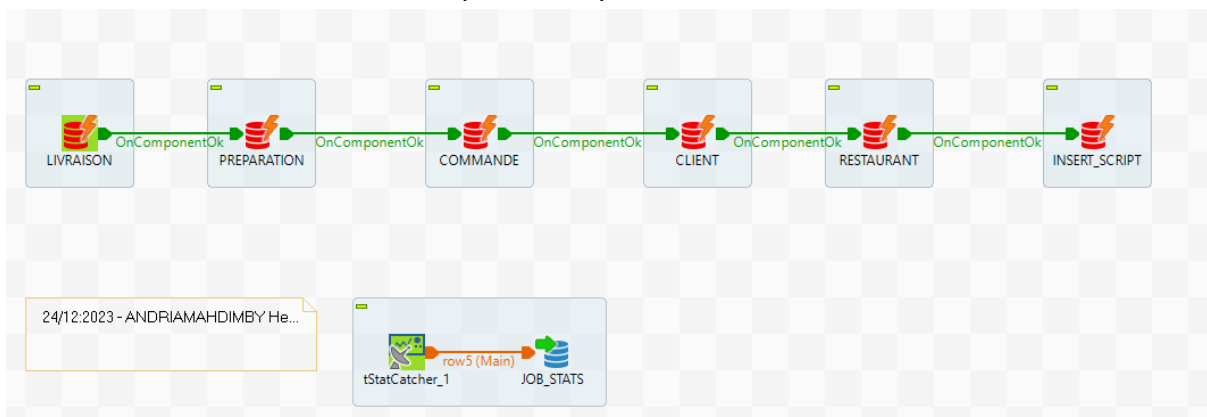 OnComponentOk OnComponentOk OnComponentOk OnComponentOk OnComponentOk
LIVRAISON PREPARATION COMMANDE CLIENT RESTAURANT INSERT_SCRIPT
24/12:2023 - ANDRIAMAHDIMBY He...
row5 (Main)
tStatCatcher_1 JOB_STATS